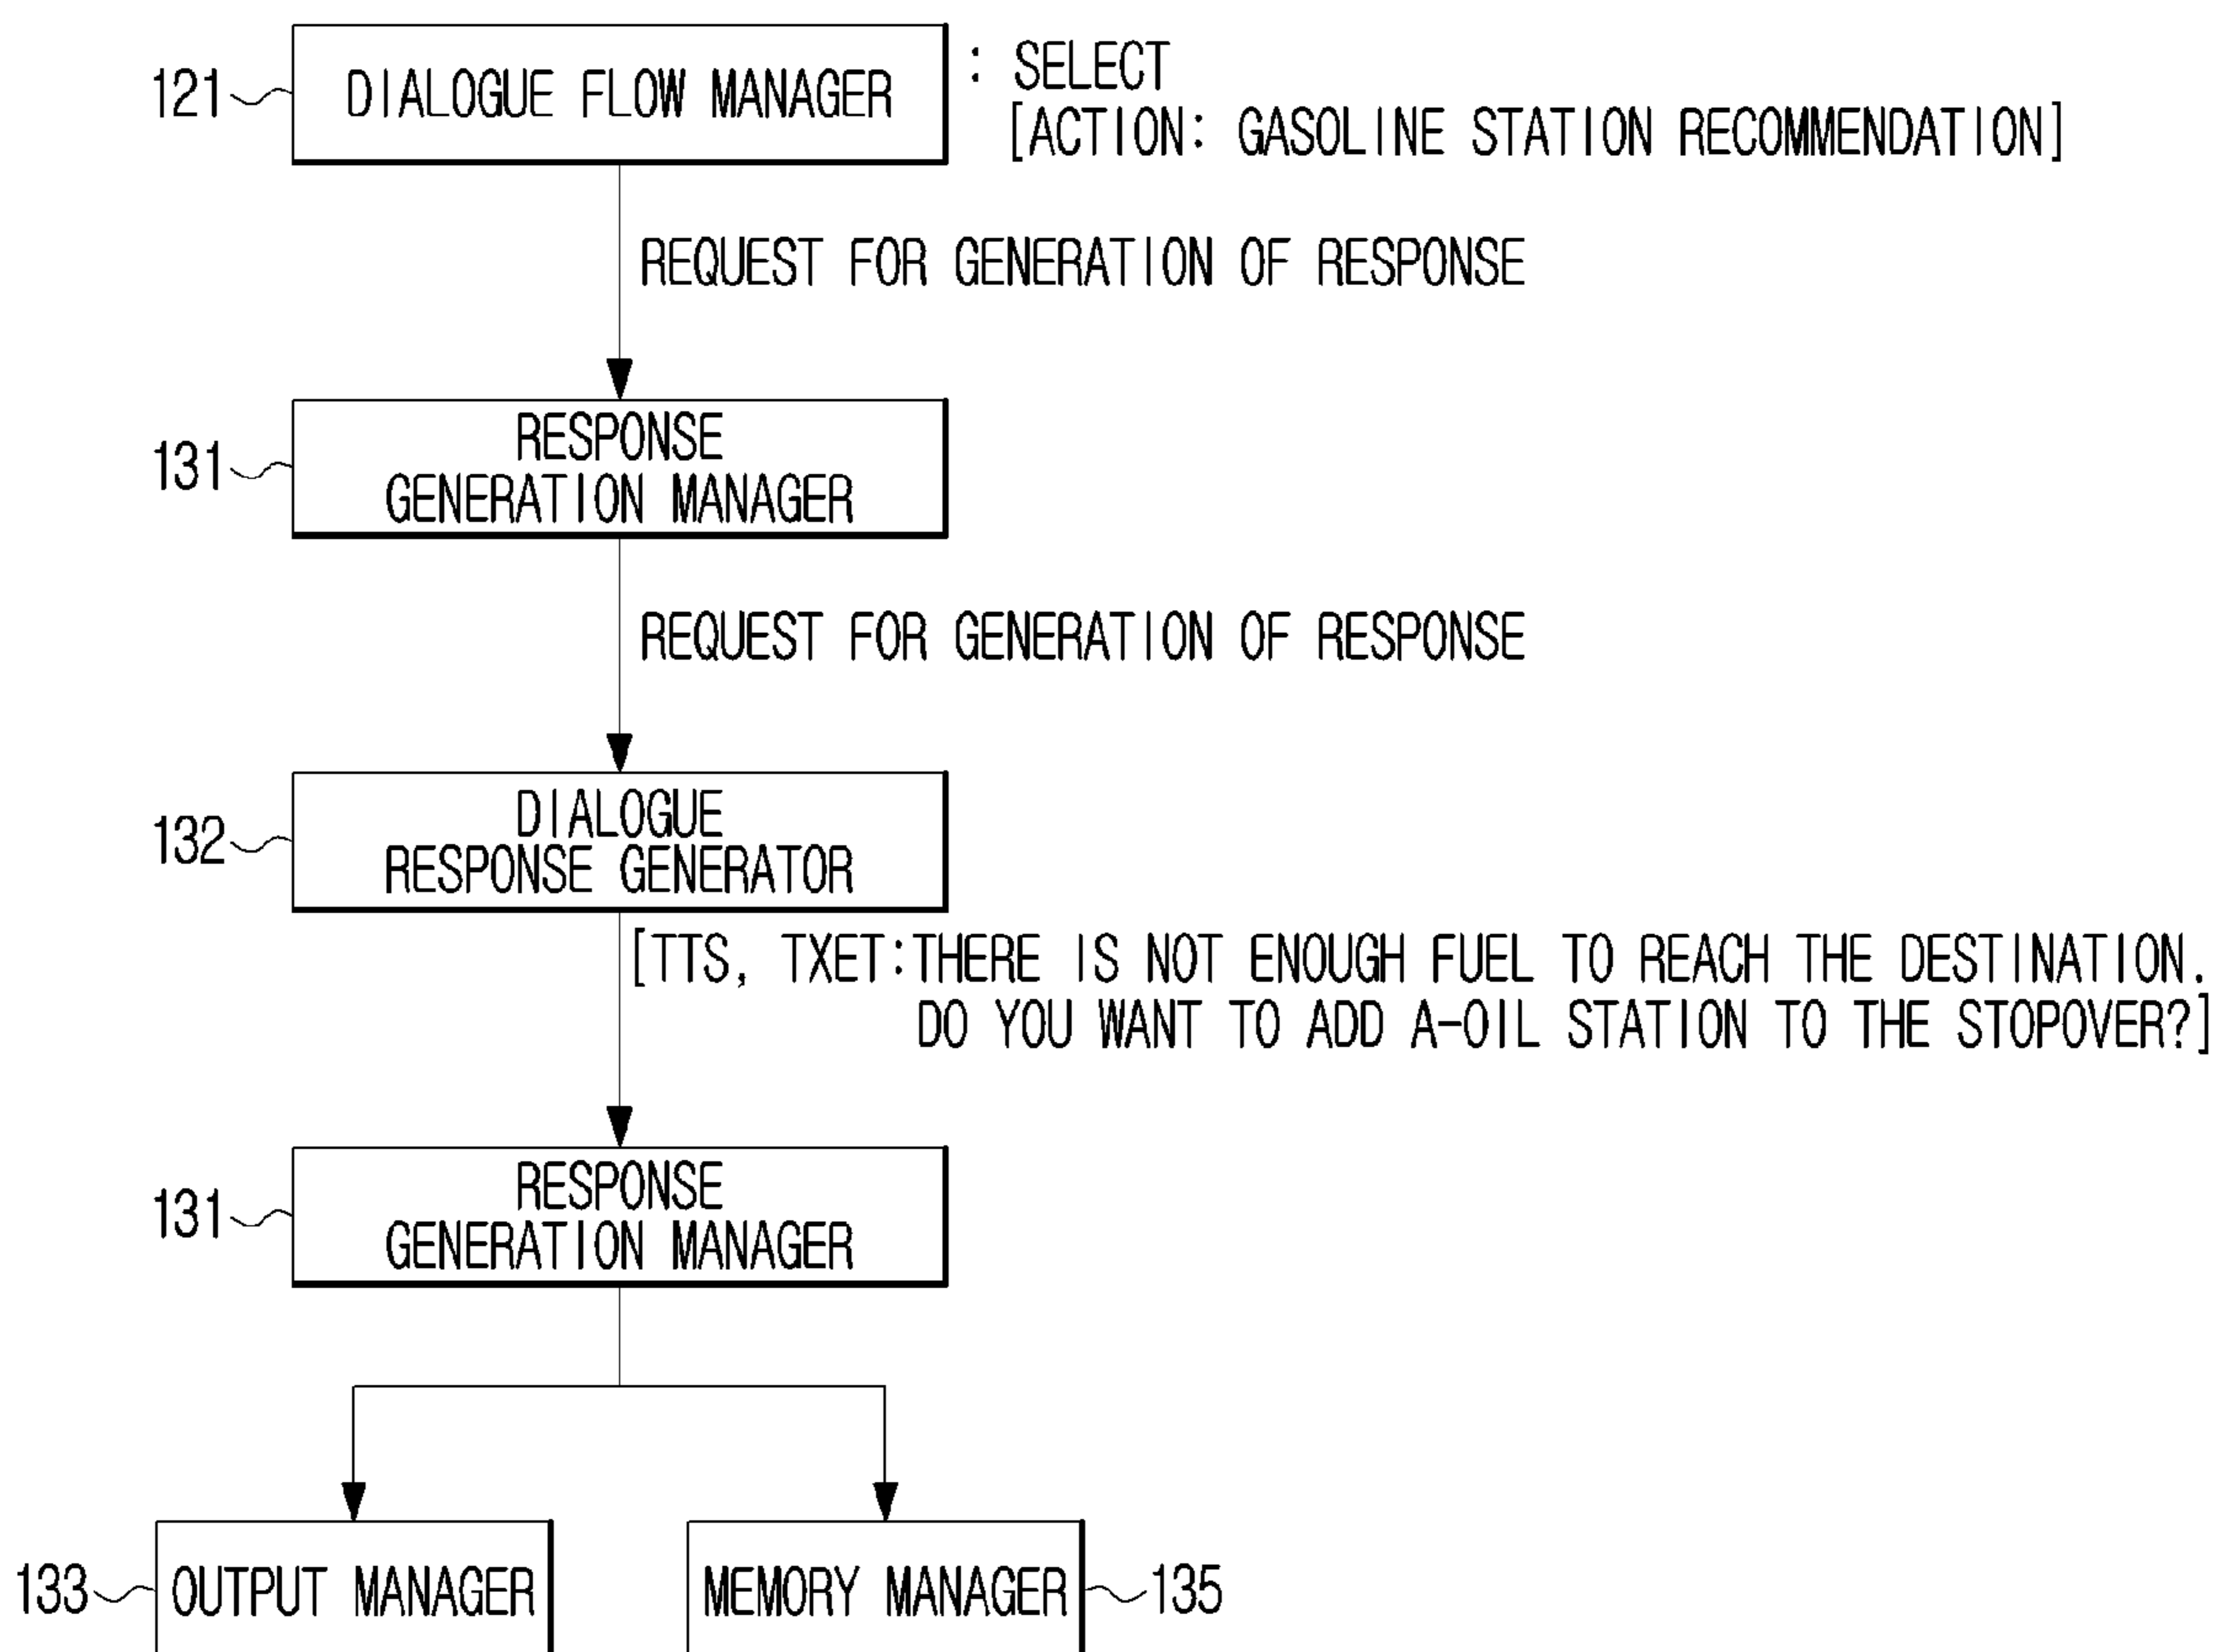 121
DIALOGUE FLOW MANAGER
: SELECT
[ACTION: GASOLINE STATION RECOMMENDATION]
REQUEST FOR GENERATION OF RESPONSE
131
RESPONSE
GENERATION MANAGER
REQUEST FOR GENERATION OF RESPONSE
132
DIALOGUE
RESPONSE GENERATOR
[TTS, TXET:THERE IS NOT ENOUGH FUEL TO REACH THE DESTINATION.
DO YOU WANT TO ADD A-OIL STATION TO THE STOPOVER?]
131
RESPONSE
GENERATION MANAGER
133
OUTPUT MANAGER
MEMORY MANAGER
135